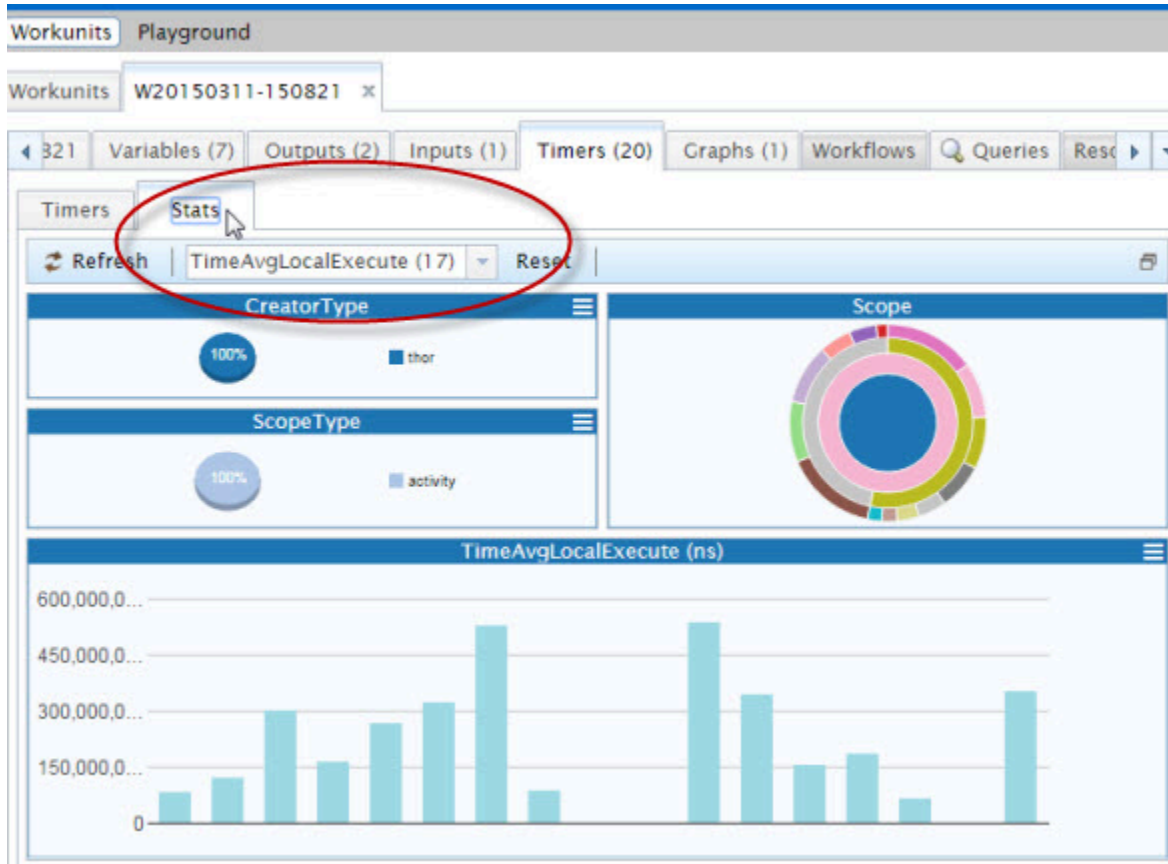 Workunits Playground
Workunits W20150311-150821 x
821 Variables (7) Outputs (2) Inputs (1) Timers (20) Graphs (1) Workflows Queries Reso
Timers Stats
Refresh TimeAvgLocalExecute (17) Reset
CreatorType
100% thor
ScopeType
100% activity
Scope
TimeAvgLocalExecute (ns)
600,000,0...
450,000,0...
300,000,0...
150,000,0...
0